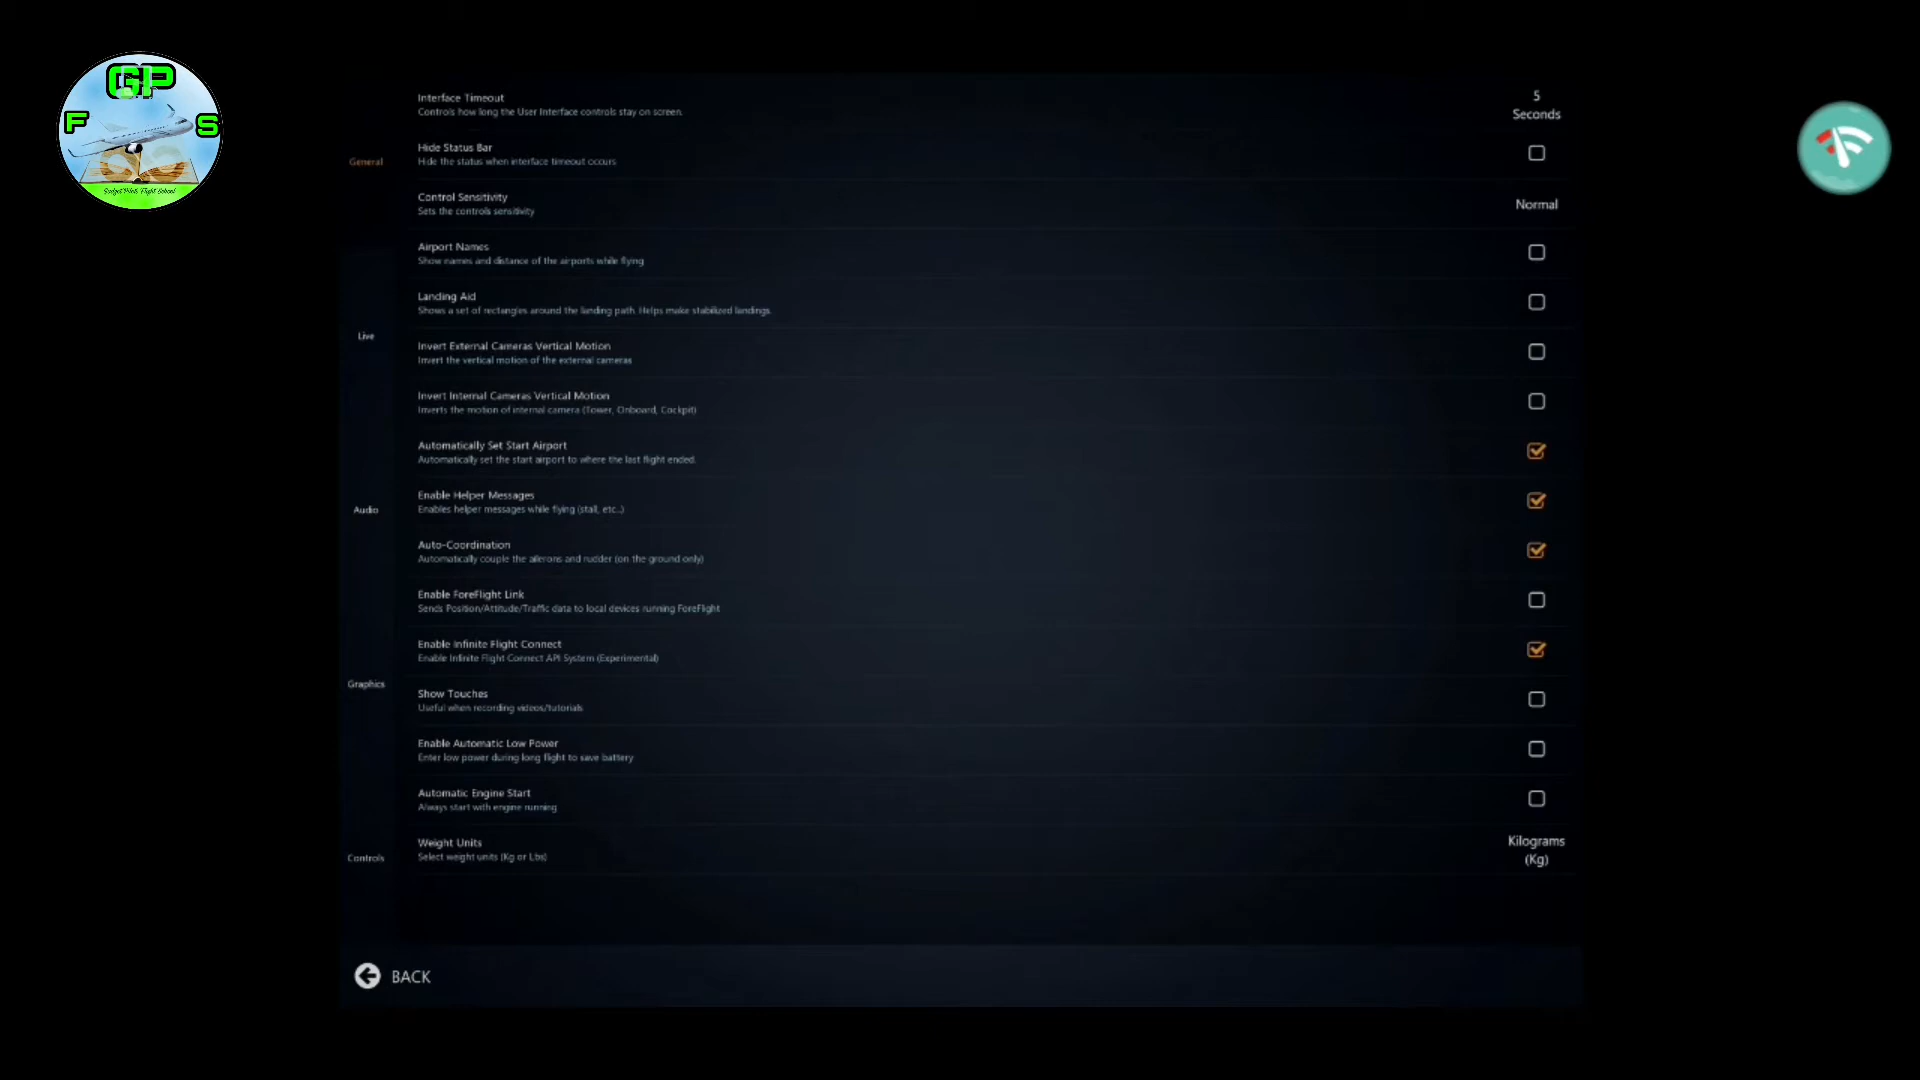 GP
F S
Gadget Pilots Flight School
Interface Timeout
Controls how long the User Interface controls stay on screen.
5
Seconds
Hide Status Bar
Hide the status when interface timeout occurs
General
Control Sensitivity
Sets the controls sensitivity
Normal
Airport Names
Show names and distance of the airports while flying
Landing Aid
Shows a set of rectangles around the landing path. Helps make stabilized landings.
Live
Invert External Cameras Vertical Motion
Invert the vertical motion of the external cameras
Invert Internal Cameras Vertical Motion
Inverts the motion of internal camera (Tower, Onboard, Cockpit)
Automatically Set Start Airport
Automatically set the start airport to where the last flight ended.
Enable Helper Messages
Enables helper messages while flying (stall, etc..)
Audio
Auto-Coordination
Automatically couple the ailerons and rudder (on the ground only)
Enable ForeFlight Link
Sends Position/Attitude/Traffic data to local devices running ForeFlight
Enable Infinite Flight Connect
Enable Infinite Flight Connect API System (Experimental)
Graphics
Show Touches
Useful when recording videos/tutorials
Enable Automatic Low Power
Enter low power during long flight to save battery
Automatic Engine Start
Always start with engine running
Weight Units
Select weight units (Kg or Lbs)
Kilograms
(Kg)
Controls
BACK